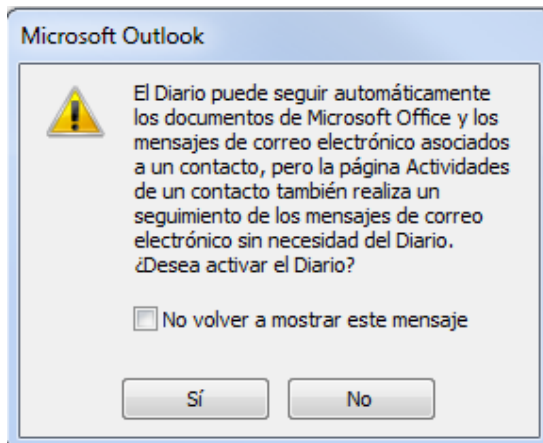 Microsoft Outlook
El Diario puede seguir automáticamente
los documentos de Microsoft Office y los
mensajes de correo electrónico asociados
a un contacto, pero la página Actividades
de un contacto también realiza un
seguimiento de los mensajes de correo
electrónico sin necesidad del Diario.
¿Desea activar el Diario?
No volver a mostrar este mensaje
Sí
No